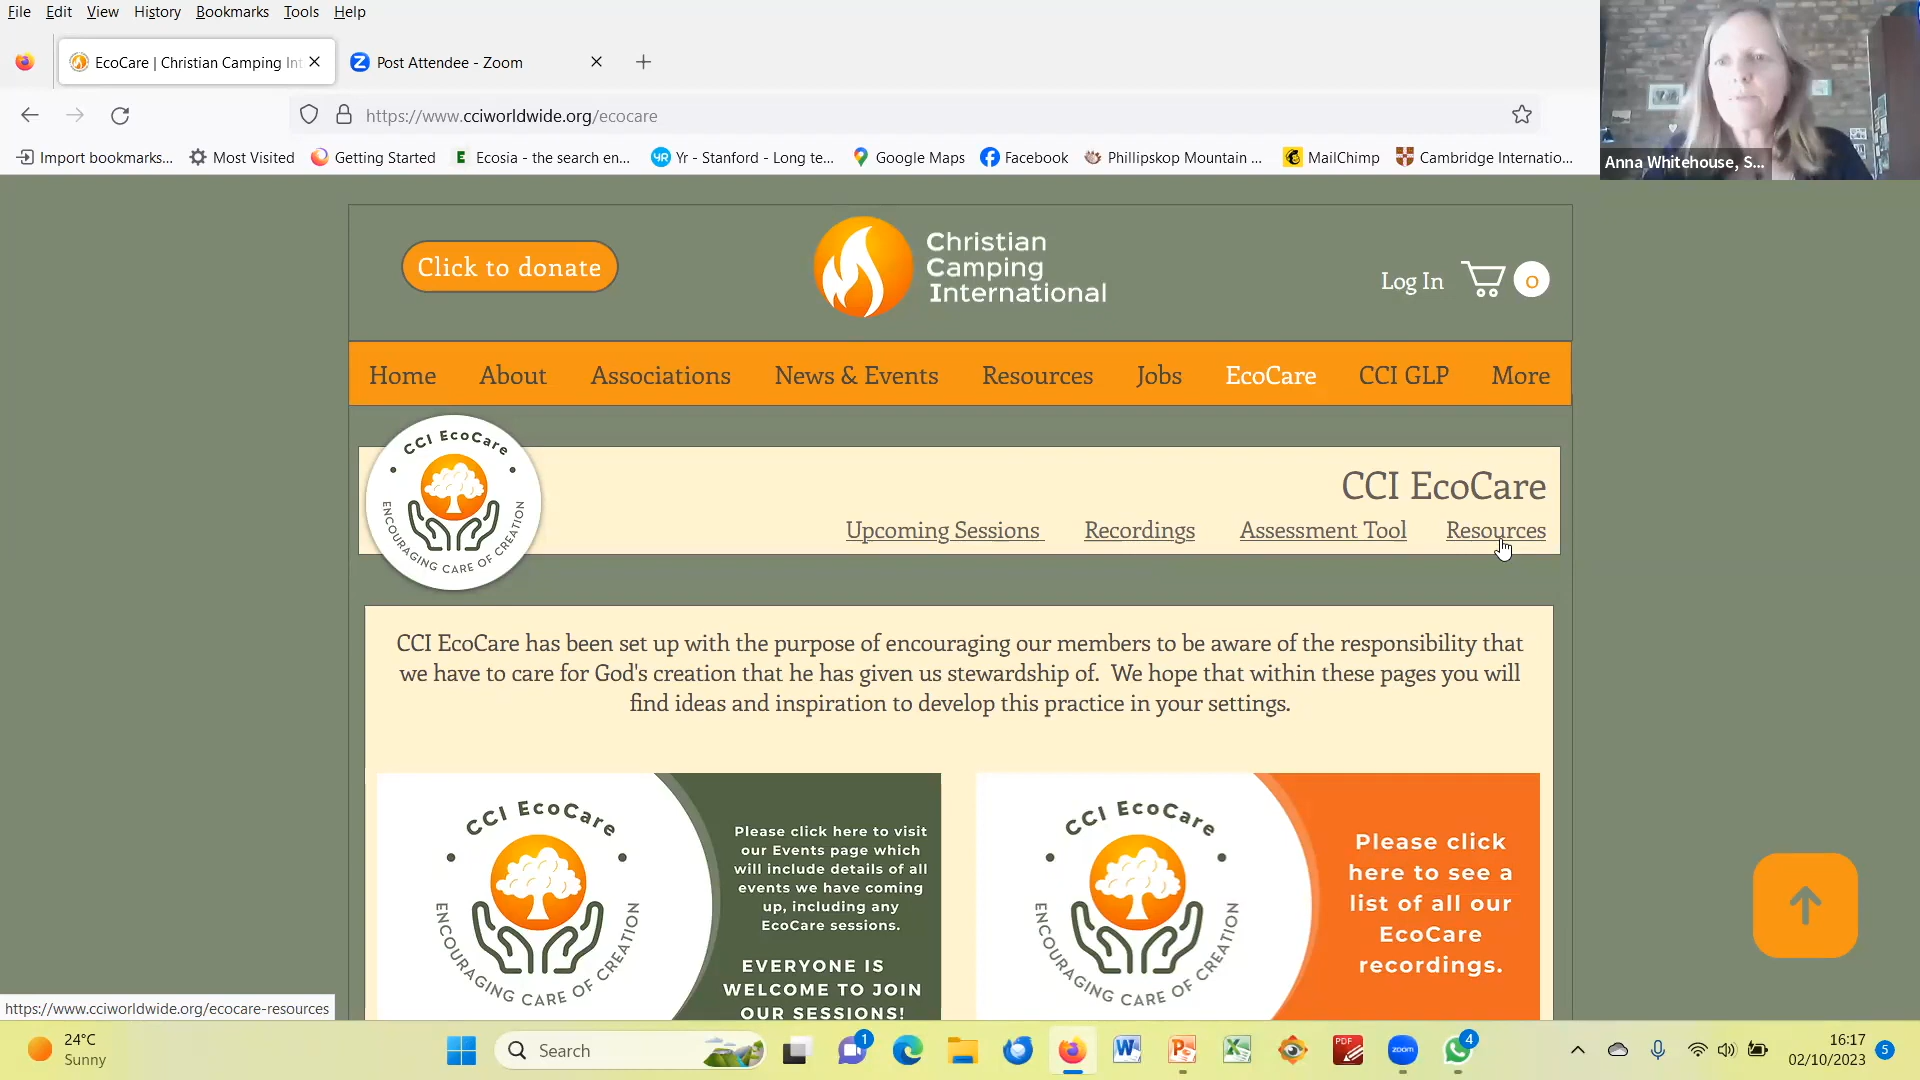 File Edit View History Bookmarks Tools Help
EcoCare | Christian Camping Int
Post Attendee - Zoom
https://www.cciworldwide.org/ecocare
Import bookmarks...
Most Visited
Getting Started
Ecosia - the search en...
Yr - Stanford - Long te...
Google Maps
Facebook
Phillipskop Mountain ...
MailChimp
Cambridge Internatio...
Anna Whitehouse, S...
Click to donate
Christian
Camping
International
Log In
0
Home About Associations News & Events Resources Jobs EcoCare CCI GLP More
CCI EcoCare
ENCOURAGING CARE OF CREATION
CCI EcoCare
Upcoming Sessions Recordings Assessment Tool Resources
CCI EcoCare has been set up with the purpose of encouraging our members to be aware of the responsibility that
we have to care for God's creation that he has given us stewardship of. We hope that within these pages you will
find ideas and inspiration to develop this practice in your settings.
CCI EcoCare
ENCOURAGING CARE OF CREATION
Please click here to visit
our Events page which
will include details of all
events we have coming
up, including any
EcoCare sessions.
EVERYONE IS
WELCOME TO JOIN
OUR SESSIONS!
CCI EcoCare
ENCOURAGING CARE OF CREATION
Please click
here to see a
list of all our
EcoCare
recordings.
https://www.cciworldwide.org/ecocare-resources
24°C
Sunny
Search
1
PDF
zoom
4
16:17
02/10/2023
5